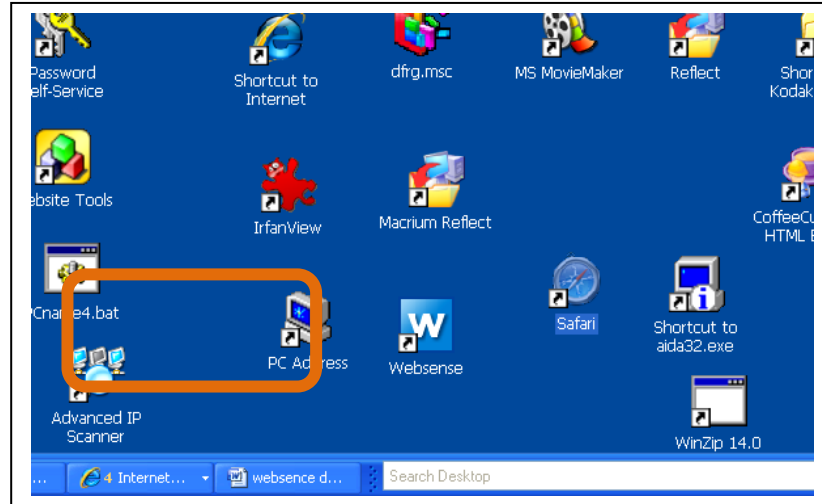 Password
elf-Service
Shortcut to
Internet
dfrg.msc
MS MovieMaker
Reflect
Shor
Kodak
ebsite Tools
IrfanView
Macrium Reflect
CoffeeCu
HTML E
PCname4.bat
PC Address
W
Websense
Safari
Shortcut to
aida32.exe
Advanced IP
Scanner
WinZip 14.0
... 4 Internet... websence d... Search Desktop